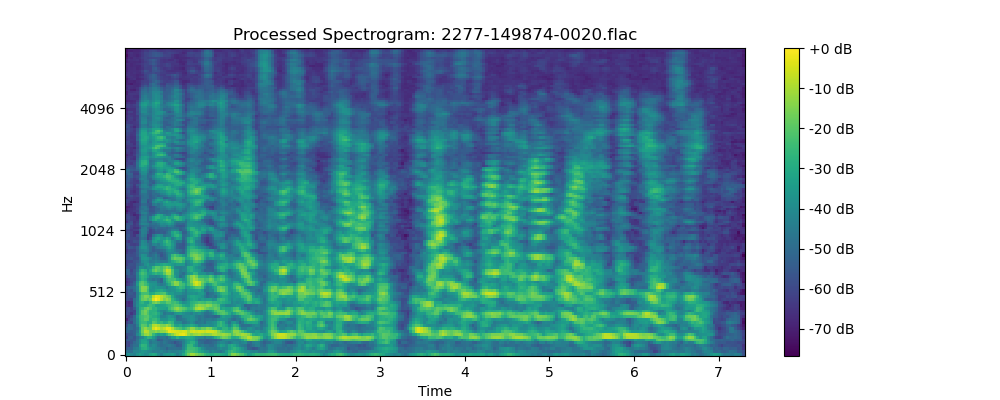 Processed Spectrogram: 2277-149874-0020.flac
+0 dB
4096
-10 dB
-20 dB
2048
-30 dB
Hz
-40 dB
1024
-50 dB
512
-60 dB
-70 dB
0
0 1 2 3 4 5 6 7
Time